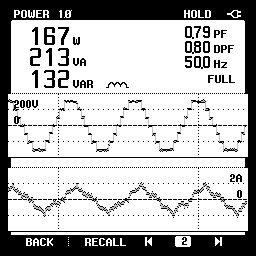 POWER 1Ø HOLD
167 W 0,79 PF
213 VA 0,80 DPF
132 VAR 50,0 Hz
FULL
200V
0
2A
0
BACK RECALL 2